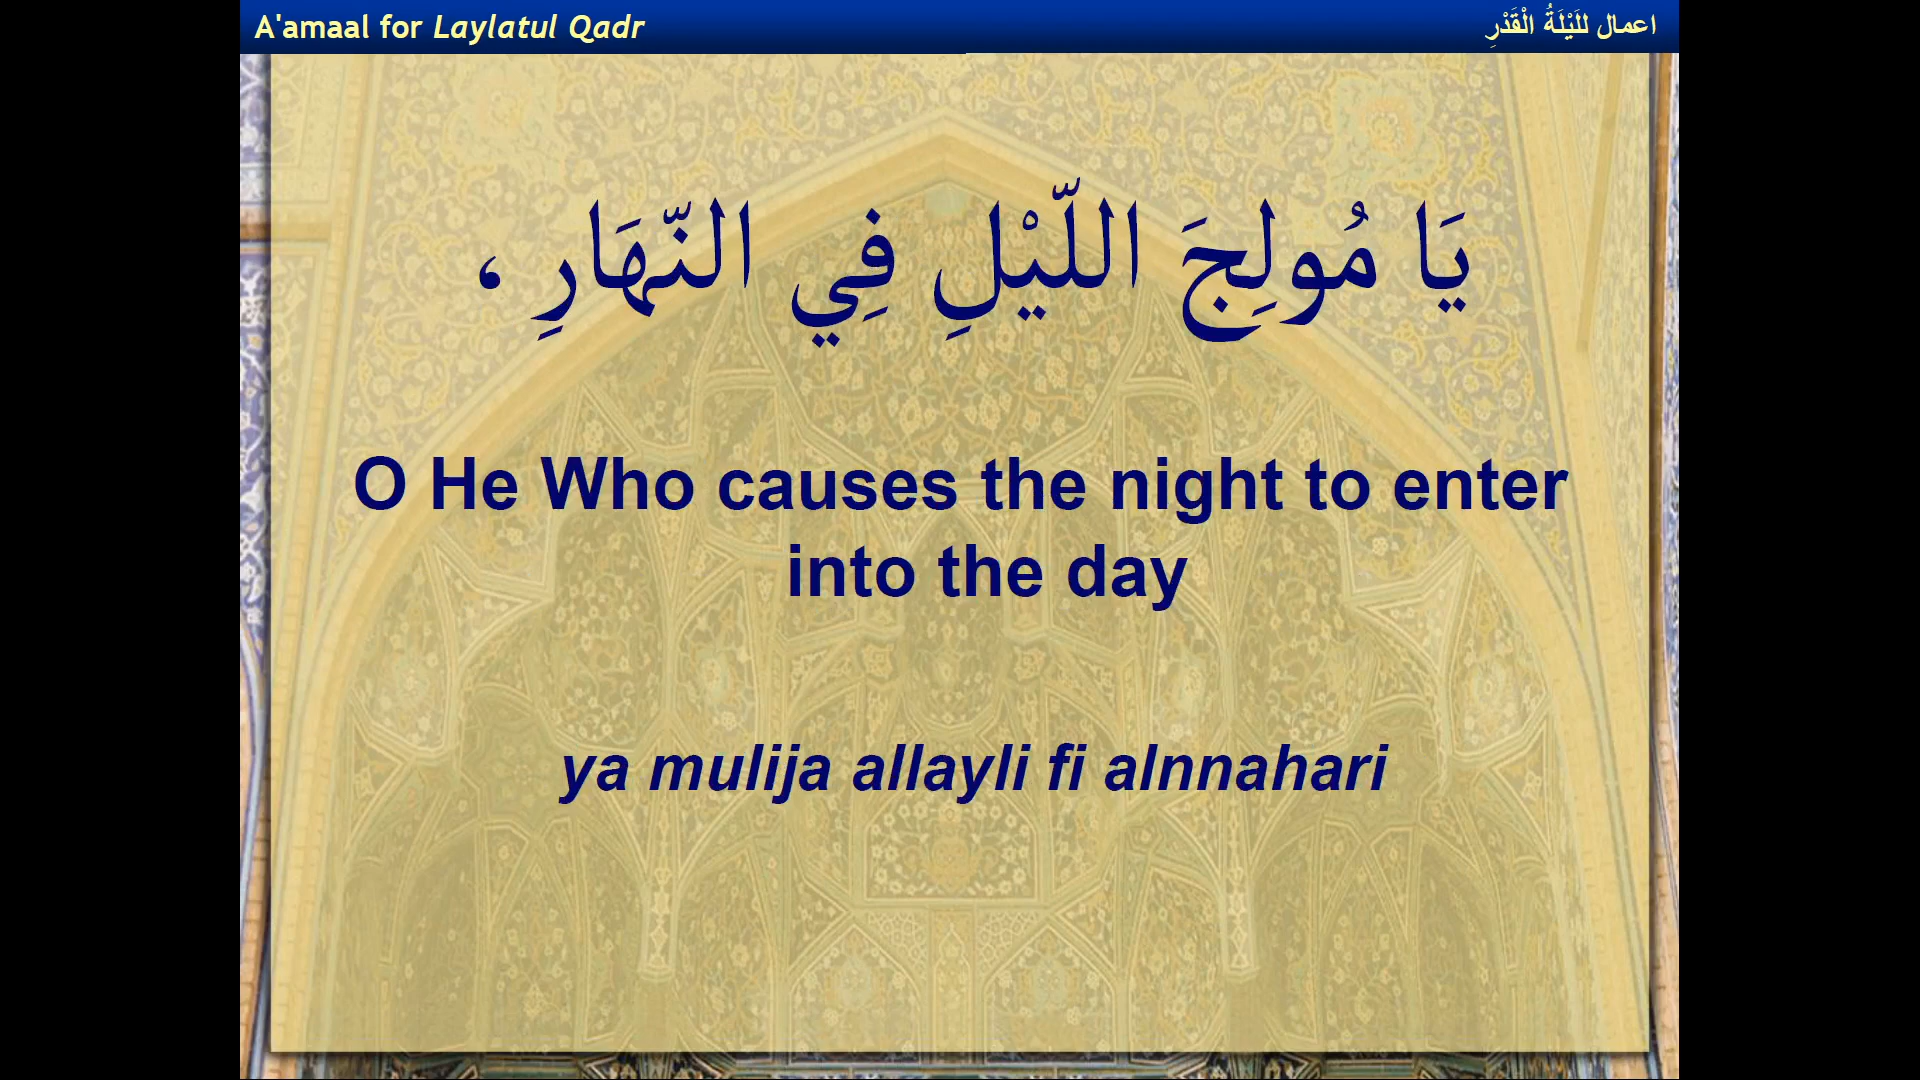 A'amaal for Laylatul Qadr
اعمال للَيْلَةُ الْقَدْرِ
يَا مُولِجَ اللّيْلِ فِي النّهَارِ ،
O He Who causes the night to enter
into the day
ya mulija allayli fi alnnahari